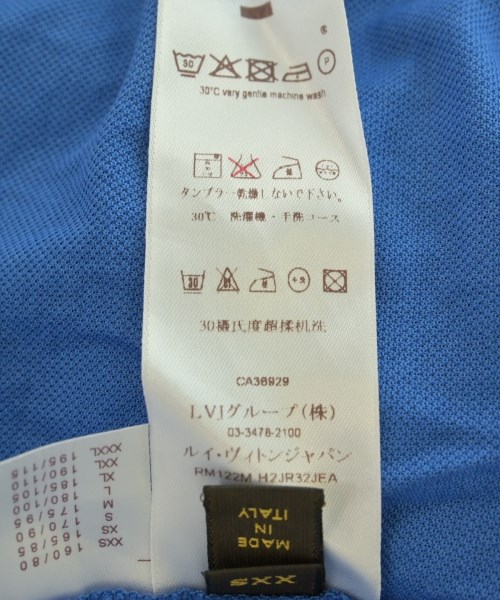 30
P
30℃ very gentle machine wash
タンブラー乾燥しないで下さい。
30℃ 洗濯機・手洗コース
30
30攝氏度超柔机洗
CA36929
LVJグループ(株)
03-3478-2100
ルイ・ヴィトンジャパン
RM122M H2JR32JEA
MADE
IN
ITALY
XXS
XXS 160/80
XS 165/85
S 170/90
M 175/95
L 180/100
XL 185/105
XXL 190/110
XXXL 195/115